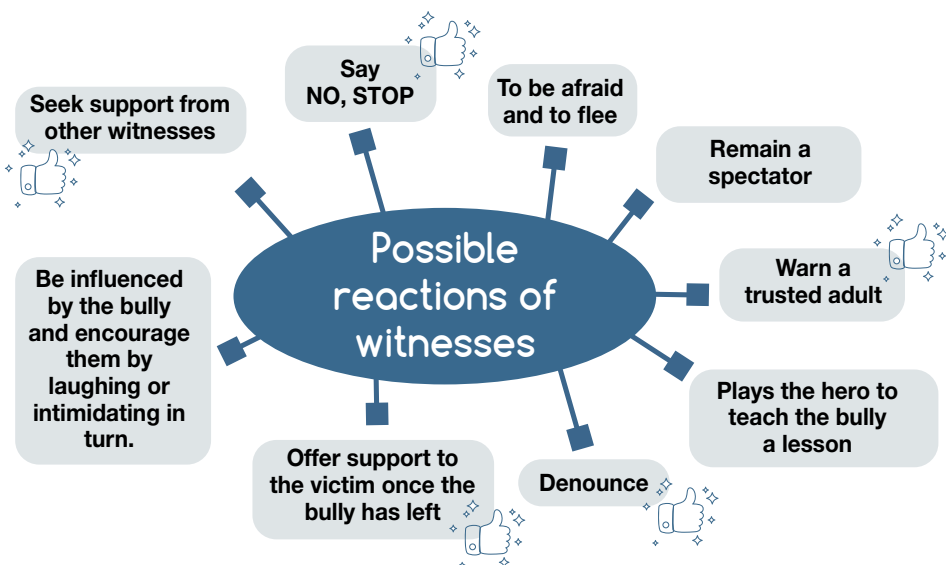 Possible
reactions of
witnesses
Say
NO, STOP
To be afraid
and to flee
Remain a
spectator
Warn a
trusted adult
Plays the hero to
teach the bully
a lesson
Denounce
Offer support to
the victim once the
bully has left
Be influenced
by the bully
and encourage
them by
laughing or
intimidating in
turn.
Seek support from
other witnesses